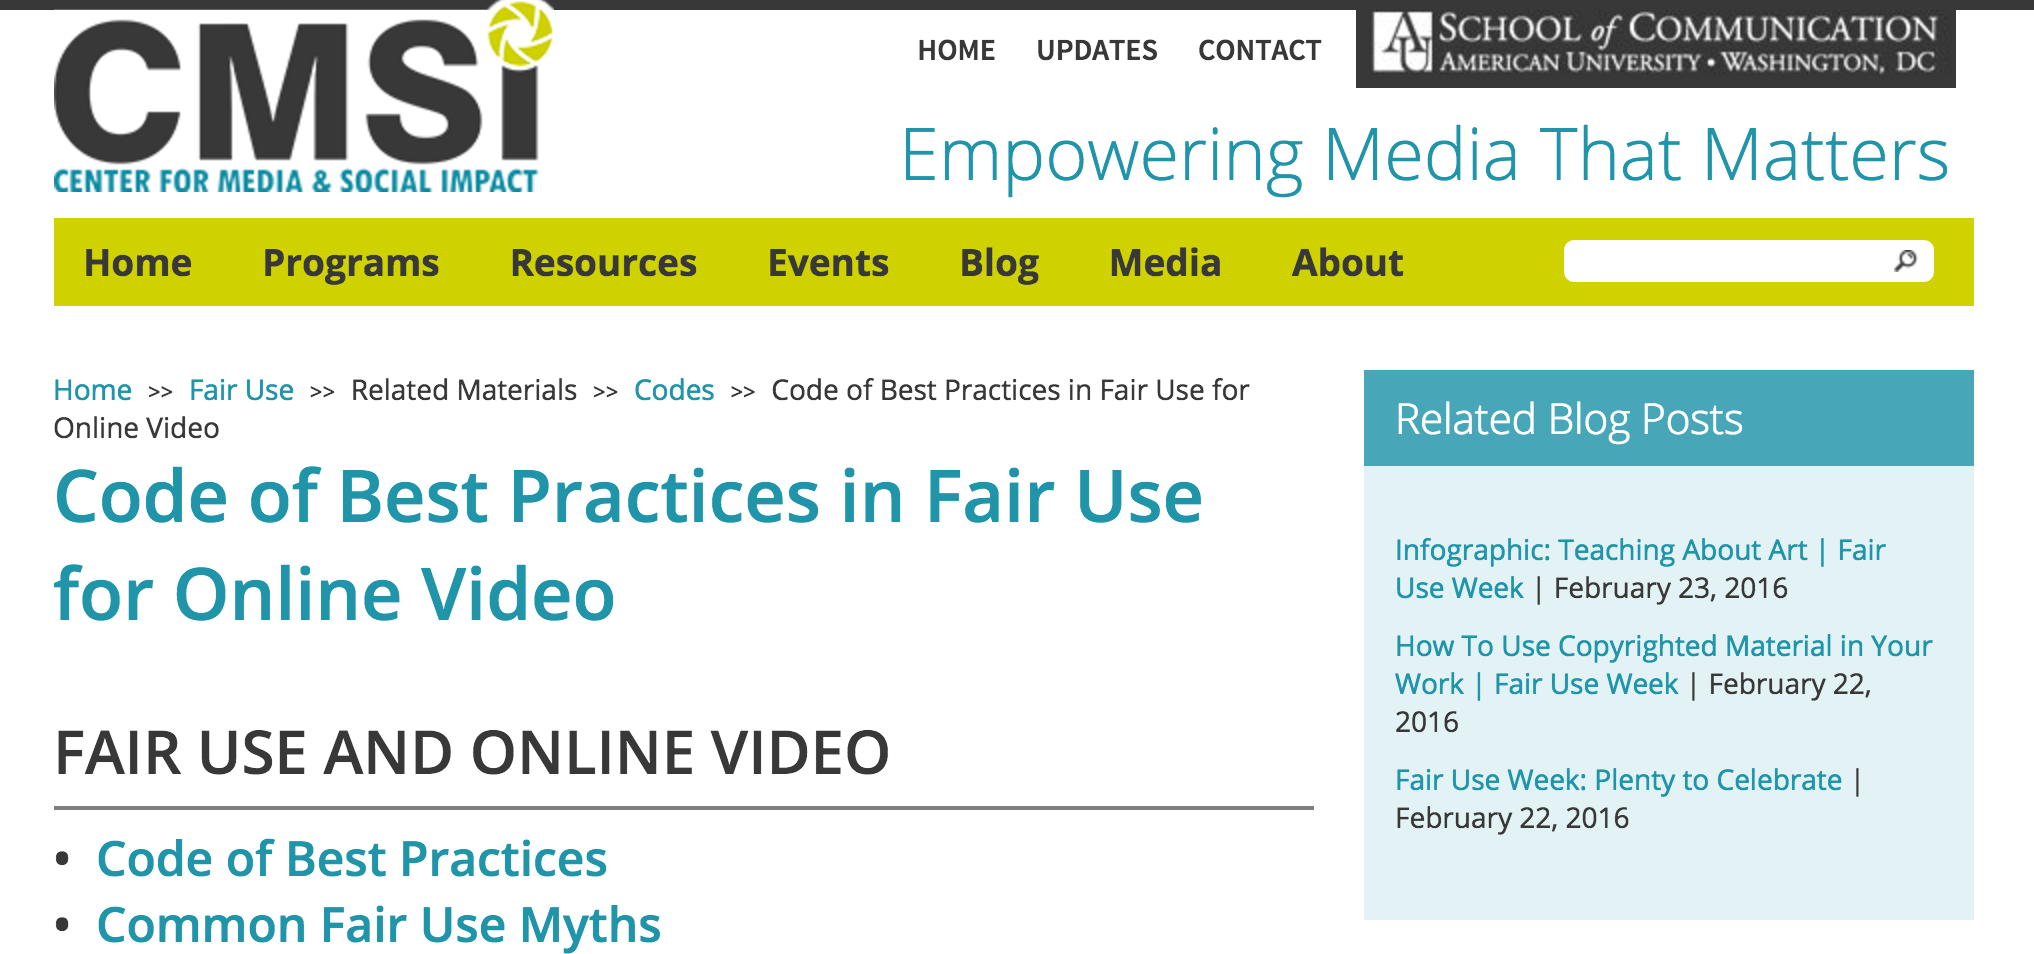 CMSi
CENTER FOR MEDIA & SOCIAL IMPACT
HOME UPDATES CONTACT
AU SCHOOL of COMMUNICATION
AMERICAN UNIVERSITY • WASHINGTON, DC
Empowering Media That Matters
Home Programs Resources Events Blog Media About
Home >> Fair Use >> Related Materials >> Codes >> Code of Best Practices in Fair Use for
Online Video
Code of Best Practices in Fair Use
for Online Video
FAIR USE AND ONLINE VIDEO
• Code of Best Practices
• Common Fair Use Myths
Related Blog Posts
Infographic: Teaching About Art | Fair
Use Week | February 23, 2016
How To Use Copyrighted Material in Your
Work | Fair Use Week | February 22,
2016
Fair Use Week: Plenty to Celebrate |
February 22, 2016